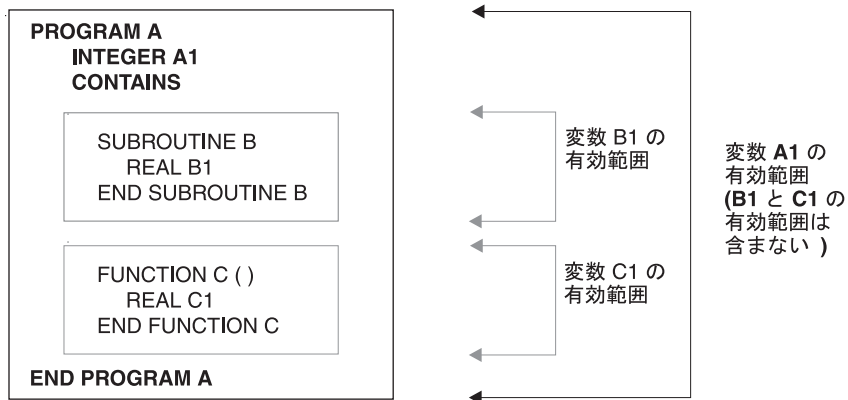 PROGRAM A
INTEGER A1
CONTAINS
SUBROUTINE B
REAL B1
END SUBROUTINE B
FUNCTION C ( )
REAL C1
END FUNCTION C
END PROGRAM A
変数 B1 の
有効範囲
変数 C1 の
有効範囲
変数 A1 の
有効範囲
(B1 と C1 の
有効範囲は
含まない )